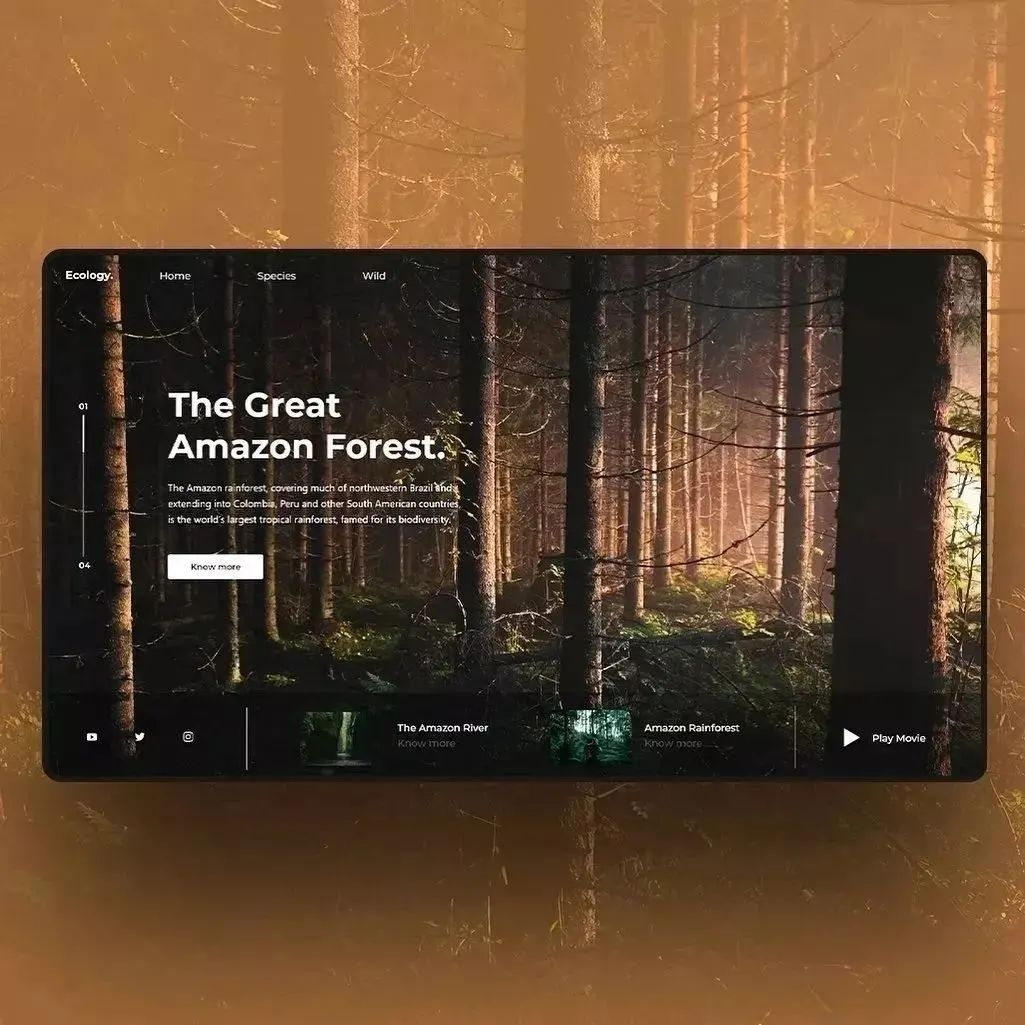 Ecology.
Home
Species
Wild
01
The Great
Amazon Forest.
The Amazon rainforest, covering much of northwestern Brazil and
extending into Colombia, Peru and other South American countries,
is the world's largest tropical rainforest, famed for its biodiversity.
Know more
04
The Amazon River
Know more
Amazon Rainforest
Know more
Play Movie